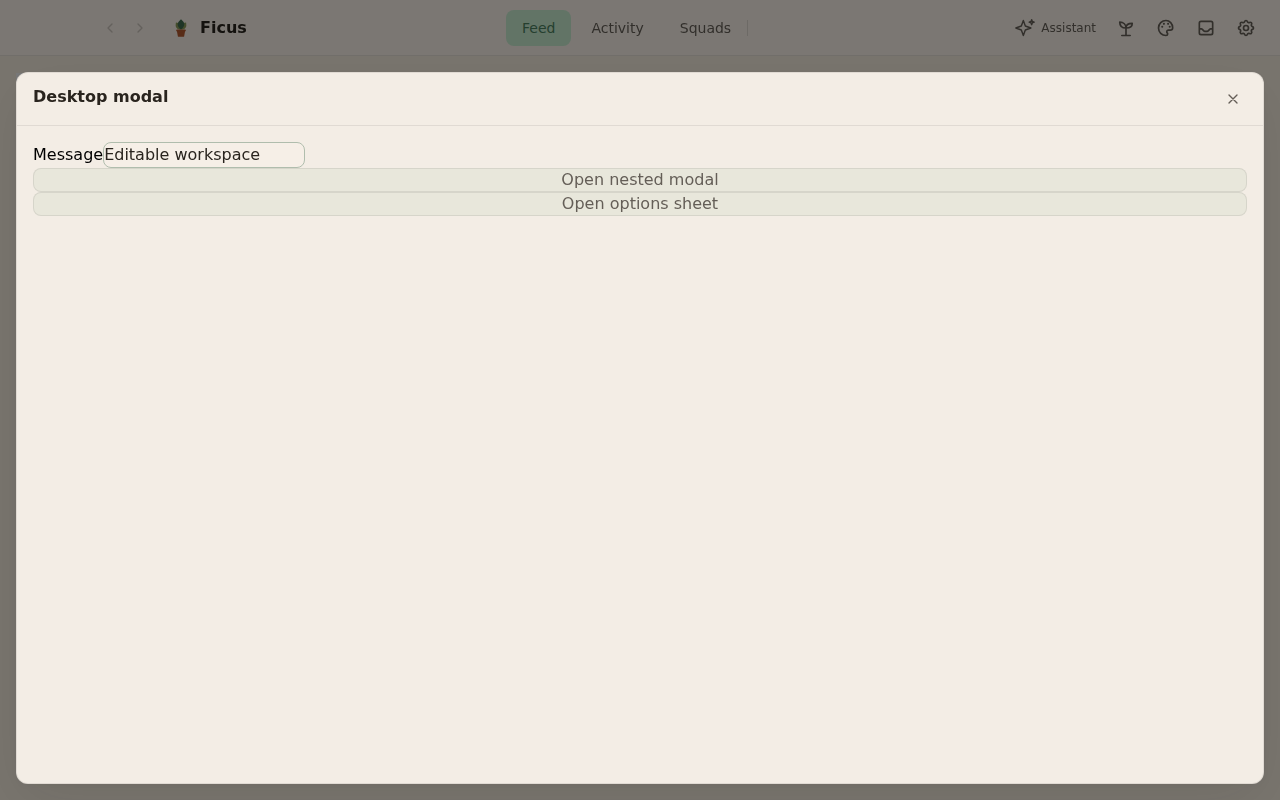 Ficus
Feed
Activity
Squads
Assistant
Desktop modal
Message
Editable workspace
Open nested modal
Open options sheet